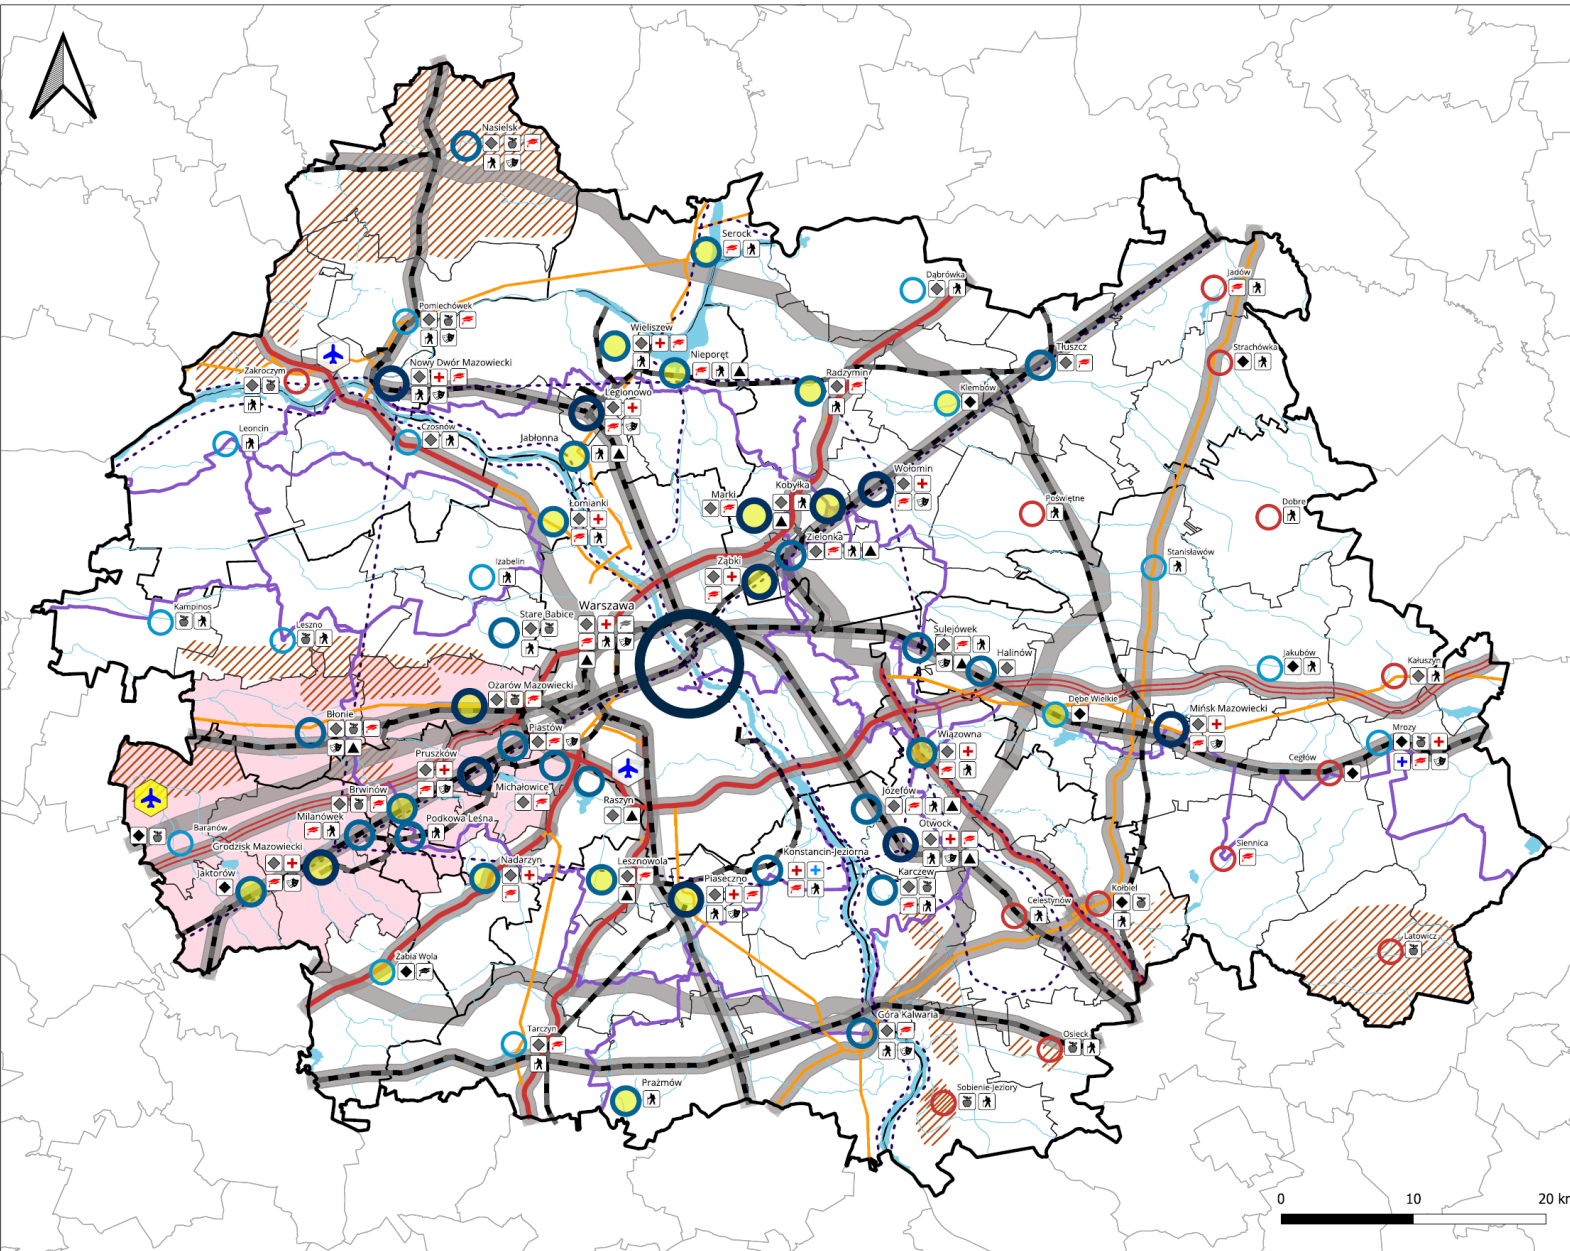 Nasielsk
Serock
Dąbrówka
Jadów
Pomiechówek
Wieliszew
Nieporęt
Strachówka
Tłuszcz
Nowy Dwór Mazowiecki
Zakroczym
Radzymin
Klembów
Legionowo
Leoncin
Czosnów
Jabłonna
Wołomin
Kobyłka
Marki
Poświętne
Dobre
Łomianki
Zielonka
Stanisławów
Ząbki
Izabelin
Kampinos
Warszawa
Stare Babice
Leszno
Sulejówek
Halinów
Jakubów
Kałuszyn
Ożarów Mazowiecki
Dębe Wielkie
Mińsk Mazowiecki
Błonie
Piastów
Mrozy
Wiązowna
Pruszków
Cegłów
Michałowice
Brwinów
Józefów
Raszyn
Milanówek
Podkowa Leśna
Baranów
Otwock
Grodzisk Mazowiecki
Siennica
Konstancin-Jeziorna
Nadarzyn
Lesznowola
Jaktorów
Karczew
Piaseczno
Kołbiel
Celestynów
Latowicz
Żabia Wola
Góra Kalwaria
Tarczyn
Osieck
Prażmów
Sobienie-Jeziory
0 10 20 km